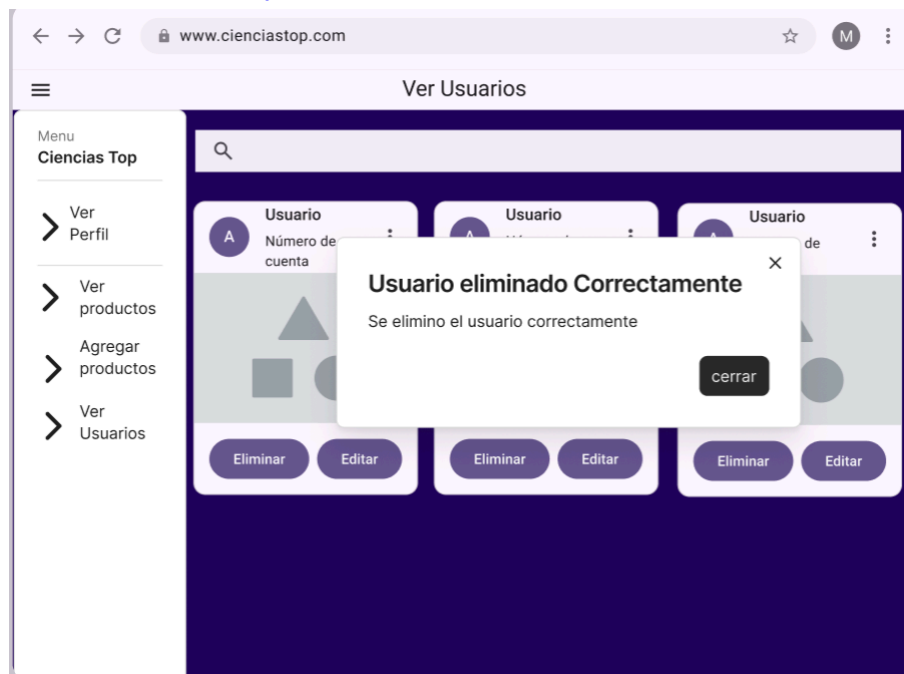 www.cienciastop.com
M
Ver Usuarios
Menu
Ciencias Top
Ver
Perfil
Ver
productos
Agregar
productos
Ver
Usuarios
A
Usuario
Número de
cuenta
Usuario
Usuario
de
Usuario eliminado Correctamente
Se elimino el usuario correctamente
cerrar
Eliminar Editar
Eliminar Editar
Eliminar Editar